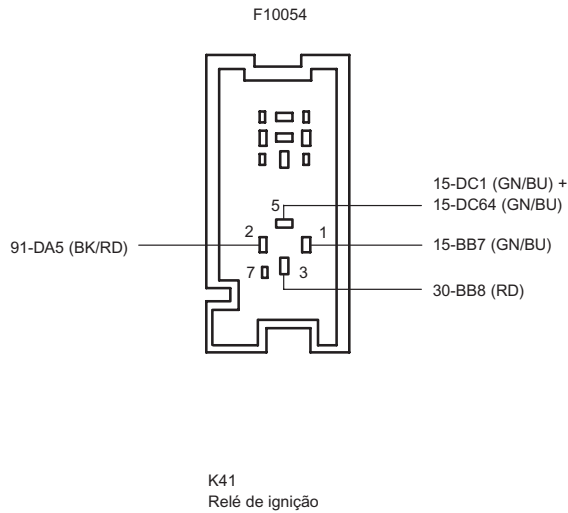 F10054
15-DC1 (GN/BU) +
15-DC64 (GN/BU)
5
2
1
91-DA5 (BK/RD)
15-BB7 (GN/BU)
7
3
30-BB8 (RD)
K41
Relé de ignição